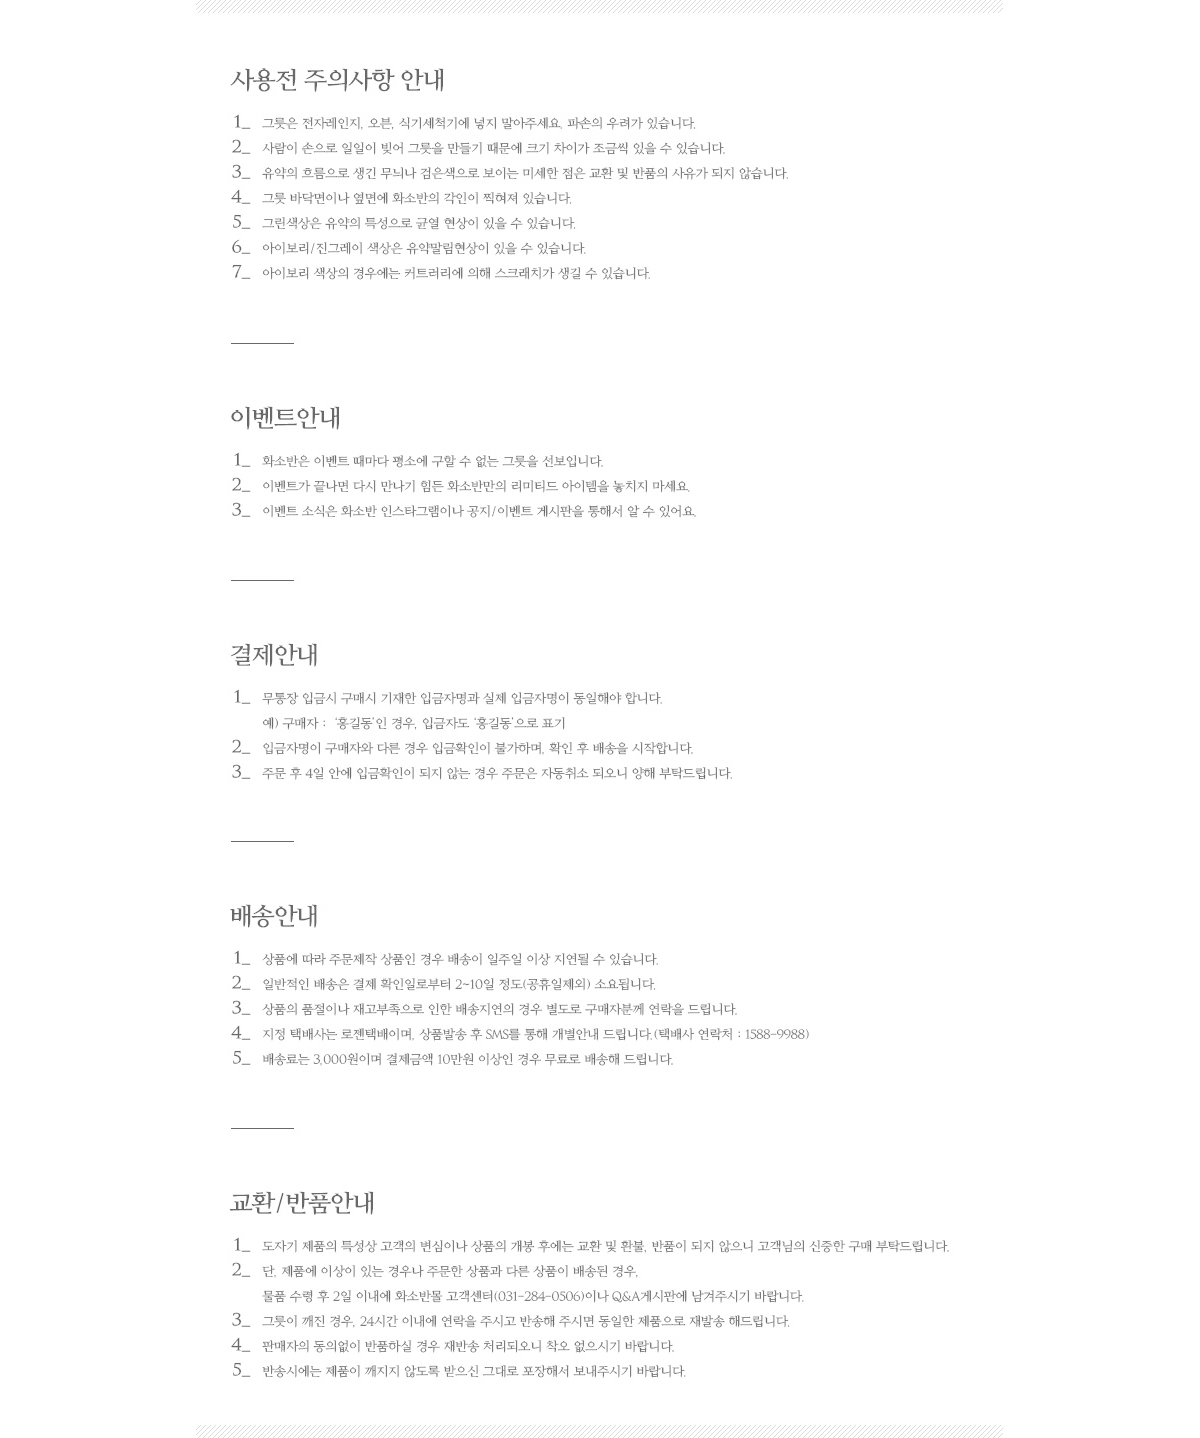 사용전 주의사항 안내
1_ 그릇은 전자레인지, 오븐, 식기세척기에 넣지 말아주세요. 파손의 우려가 있습니다.
2_ 사람이 손으로 일일이 빚어 그릇을 만들기 때문에 크기 차이가 조금씩 있을 수 있습니다.
3_ 유약의 흐름으로 생긴 무늬나 검은색으로 보이는 미세한 점은 교환 및 반품의 사유가 되지 않습니다.
4_ 그릇 바닥면이나 옆면에 화소반의 각인이 찍혀져 있습니다.
5_ 그린색상은 유약의 특성으로 균열 현상이 있을 수 있습니다.
6_ 아이보리/진그레이 색상은 유약말림현상이 있을 수 있습니다.
7_ 아이보리 색상의 경우에는 커트러리에 의해 스크래치가 생길 수 있습니다.
이벤트안내
1_ 화소반은 이벤트 때마다 평소에 구할 수 없는 그릇을 선보입니다.
2_ 이벤트가 끝나면 다시 만나기 힘든 화소반만의 리미티드 아이템을 놓치지 마세요.
3_ 이벤트 소식은 화소반 인스타그램이나 공지/이벤트 게시판을 통해서 알 수 있어요.
결제안내
1_ 무통장 입금시 구매시 기재한 입금자명과 실제 입금자명이 동일해야 합니다.
예) 구매자 : ‘홍길동’인 경우, 입금자도 ‘홍길동’으로 표기
2_ 입금자명이 구매자와 다른 경우 입금확인이 불가하며, 확인 후 배송을 시작합니다.
3_ 주문 후 4일 안에 입금확인이 되지 않는 경우 주문은 자동취소 되오니 양해 부탁드립니다.
배송안내
1_ 상품에 따라 주문제작 상품인 경우 배송이 일주일 이상 지연될 수 있습니다.
2_ 일반적인 배송은 결제 확인일로부터 2~10일 정도(공휴일제외) 소요됩니다.
3_ 상품의 품절이나 재고부족으로 인한 배송지연의 경우 별도로 구매자분께 연락을 드립니다.
4_ 지정 택배사는 로젠택배이며, 상품발송 후 SMS를 통해 개별안내 드립니다.(택배사 연락처 : 1588-9988)
5_ 배송료는 3,000원이며 결제금액 10만원 이상인 경우 무료로 배송해 드립니다.
교환/반품안내
1_ 도자기 제품의 특성상 고객의 변심이나 상품의 개봉 후에는 교환 및 환불, 반품이 되지 않으니 고객님의 신중한 구매 부탁드립니다.
2_ 단, 제품에 이상이 있는 경우나 주문한 상품과 다른 상품이 배송된 경우,
물품 수령 후 2일 이내에 화소반몰 고객센터(031-284-0506)이나 Q&A게시판에 남겨주시기 바랍니다.
3_ 그릇이 깨진 경우, 24시간 이내에 연락을 주시고 반송해 주시면 동일한 제품으로 재발송 해드립니다.
4_ 판매자의 동의없이 반품하실 경우 재반송 처리되오니 착오 없으시기 바랍니다.
5_ 반송시에는 제품이 깨지지 않도록 받으신 그대로 포장해서 보내주시기 바랍니다.